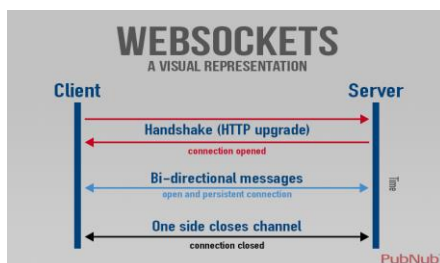 WEBSOCKETS
A VISUAL REPRESENTATION
Client
Server
Handshake (HTTP upgrade)
connection opened
Bi-directional messages
open and persistent connection
Time
One side closes channel
connection closed
PubNub